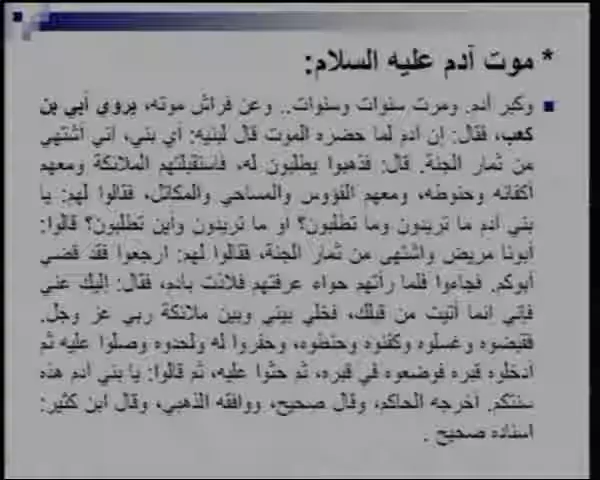 * موت آدم عليه السلام:
وكبر آدم. ومرت سنوات وسنوات.. وعن فراش موته، يروي أبي بن
كعب، فقال: إن آدم لما حضره الموت قال لبنيه: أي بني، أني أشتهي
من ثمار الجنة. قال: فذهبوا يطلبون له، فاستقبلتهم الملائكة ومعهم
أكفانه وحنوطه، ومعهم الفؤوس والمساحي والمكاتل، فقالوا لهم: يا
بني آدم ما تريدون وما تطلبون؟ أو ما تريدون وأين تطلبون؟ قالوا:
أبونا مريض واشتهى من ثمار الجنة، فقالوا لهم: ارجعوا فقد قضي
أبوكم. فجاءوا فلما رأتهم حواء عرفتهم فلاذت بآدم، فقال: إليك عني
فإني إنما أتيت من قبلك، فخلي بيني وبين ملائكة ربي عز وجل.
فقبضوه وغسلوه وكفنوه وحنطوه، وحفروا له ولحدوه وصلوا عليه ثم
أدخلوه قبره فوضعوه في قبره، ثم حثوا عليه، ثم قالوا: يا بني آدم هذه
سنتكم. أخرجه الحاكم، وقال صحيح، ووافقه الذهبي، وقال ابن كثير:
اسناده صحيح .